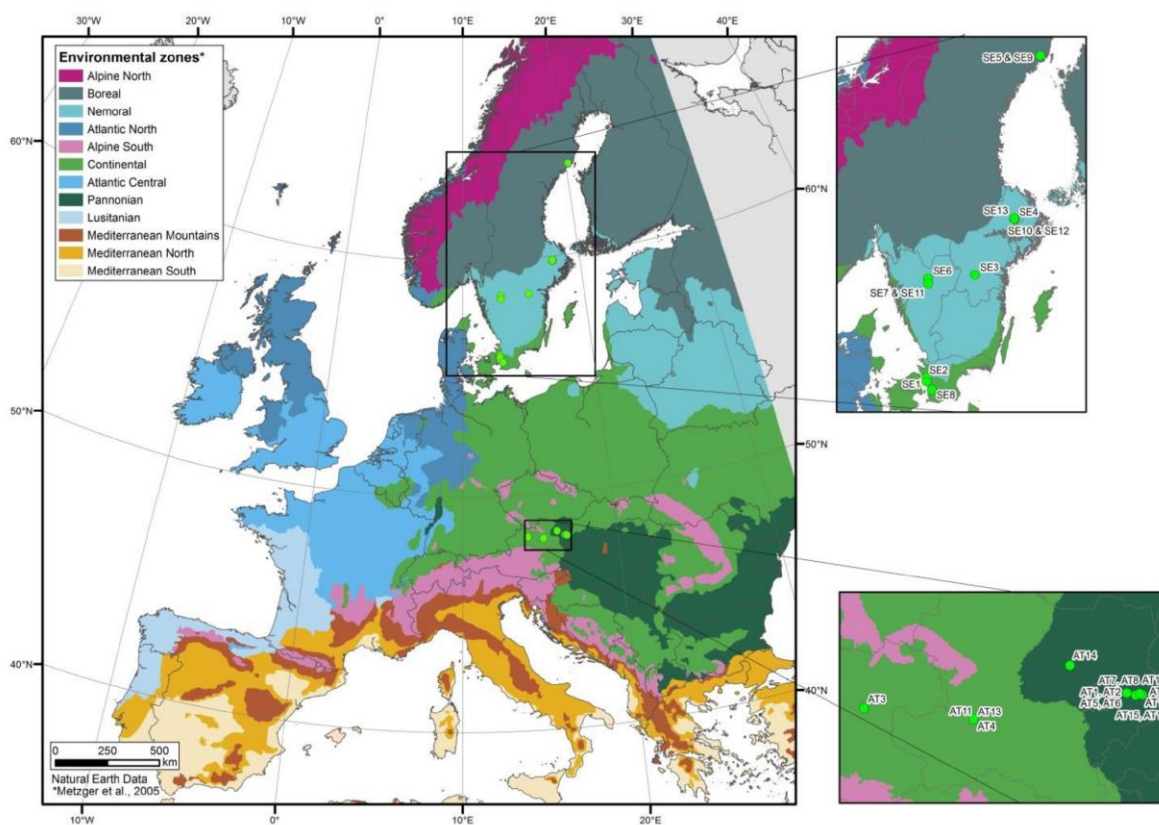 30°W 20°W 10°W 0°E 10°E 20°E 30°E 40°E
Environmental zones*
Alpine North
Boreal
Nemoral
Atlantic North
Alpine South
Continental
Atlantic Central
Pannonian
Lusitanian
Mediterranean Mountains
Mediterranean North
Mediterranean South
60°N
50°N
40°N
60°N
50°N
40°N
0 250 500 km
Natural Earth Data
*Metzger et al., 2005
10°W 0°E 10°E 20°E
SE5 & SE9
SE13 SE4
SE10 & SE12
SE6 SE3
SE7 & SE11
SE2
SE1
SE8
AT14
AT7, AT8
AT1, AT2
AT3
AT5, AT6
AT11 AT13
AT15,
AT4